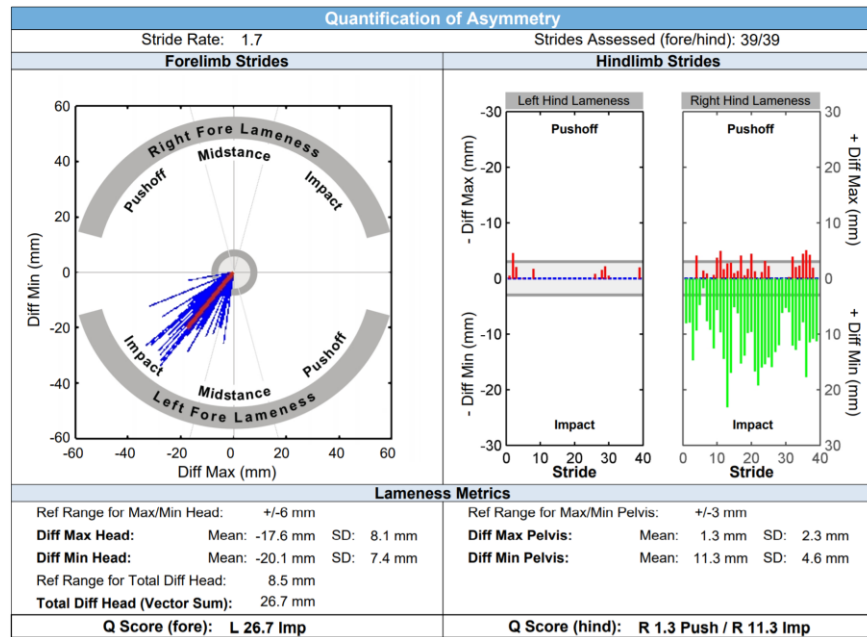 Quantification of Asymmetry
Stride Rate: 1.7
Strides Assessed (fore/hind): 39/39
Forelimb Strides
60
40
20
0
-20
-40
-60
Diff Min (mm)
Right Fore Lameness
Pushoff
Midstance
Impact
Impact
Midstance
Pushoff
Left Fore Lameness
-60 -40 -20 0 20 40 60
Diff Max (mm)
Hindlimb Strides
Left Hind Lameness
Right Hind Lameness
-30
-20
-10
0
-10
-20
-30
- Diff Max (mm)
- Diff Min (mm)
Pushoff
Impact
0 10 20 30 40
Stride
Pushoff
Impact
0 10 20 30 40
Stride
30
20
10
0
10
20
30
+ Diff Max (mm)
+ Diff Min (mm)
Lameness Metrics
Ref Range for Max/Min Head: +/-6 mm
Diff Max Head: Mean: -17.6 mm SD: 8.1 mm
Diff Min Head: Mean: -20.1 mm SD: 7.4 mm
Ref Range for Total Diff Head: 8.5 mm
Total Diff Head (Vector Sum): 26.7 mm
Ref Range for Max/Min Pelvis: +/-3 mm
Diff Max Pelvis: Mean: 1.3 mm SD: 2.3 mm
Diff Min Pelvis: Mean: 11.3 mm SD: 4.6 mm
Q Score (fore): L 26.7 Imp
Q Score (hind): R 1.3 Push / R 11.3 Imp